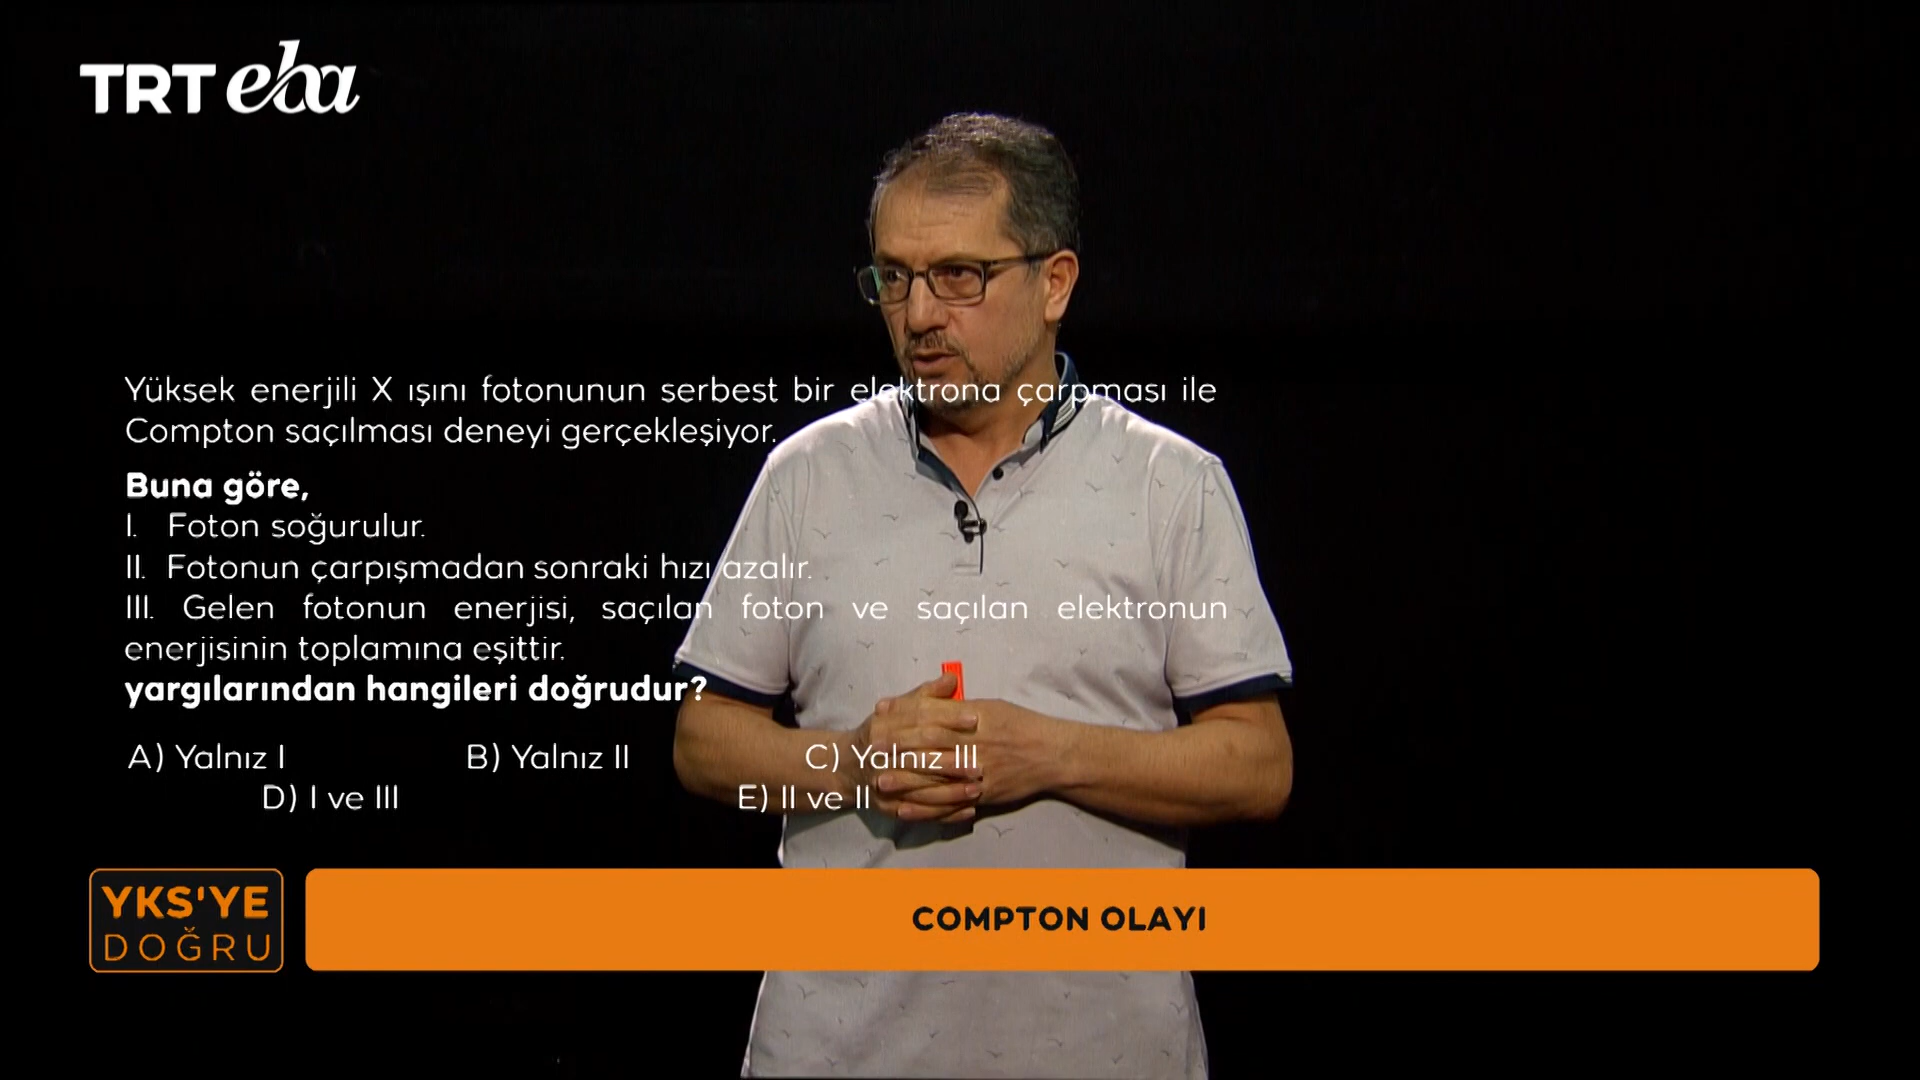 TRT eba
Yüksek enerjili X ışını fotonunun serbest bir elektrona çarpması ile
Compton saçılması deneyi gerçekleşiyor.
Buna göre,
I. Foton soğurulur.
II. Fotonun çarpışmadan sonraki hızı azalır.
III. Gelen fotonun enerjisi, saçılan foton ve saçılan elektronun
enerjisinin toplamına eşittir.
yargılarından hangileri doğrudur?
A) Yalnız I B) Yalnız II C) Yalnız III
D) I ve III E) II ve II
YKS'YE
DOĞRU
COMPTON OLAYI